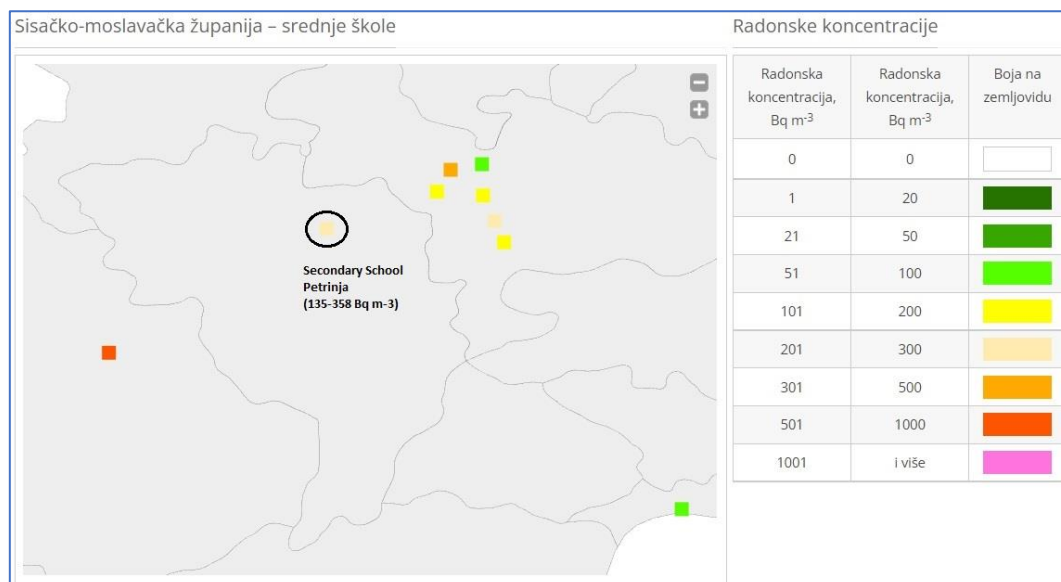 Sisačko-moslavačka županija – srednje škole
Secondary School
Petrinja
(135-358 Bq m-3)
Radonske koncentracije
Radonska koncentracija, Bq m-3 Radonska koncentracija, Bq m-3 Boja na zemljovidu
0 0
1 20
21 50
51 100
101 200
201 300
301 500
501 1000
1001 i više